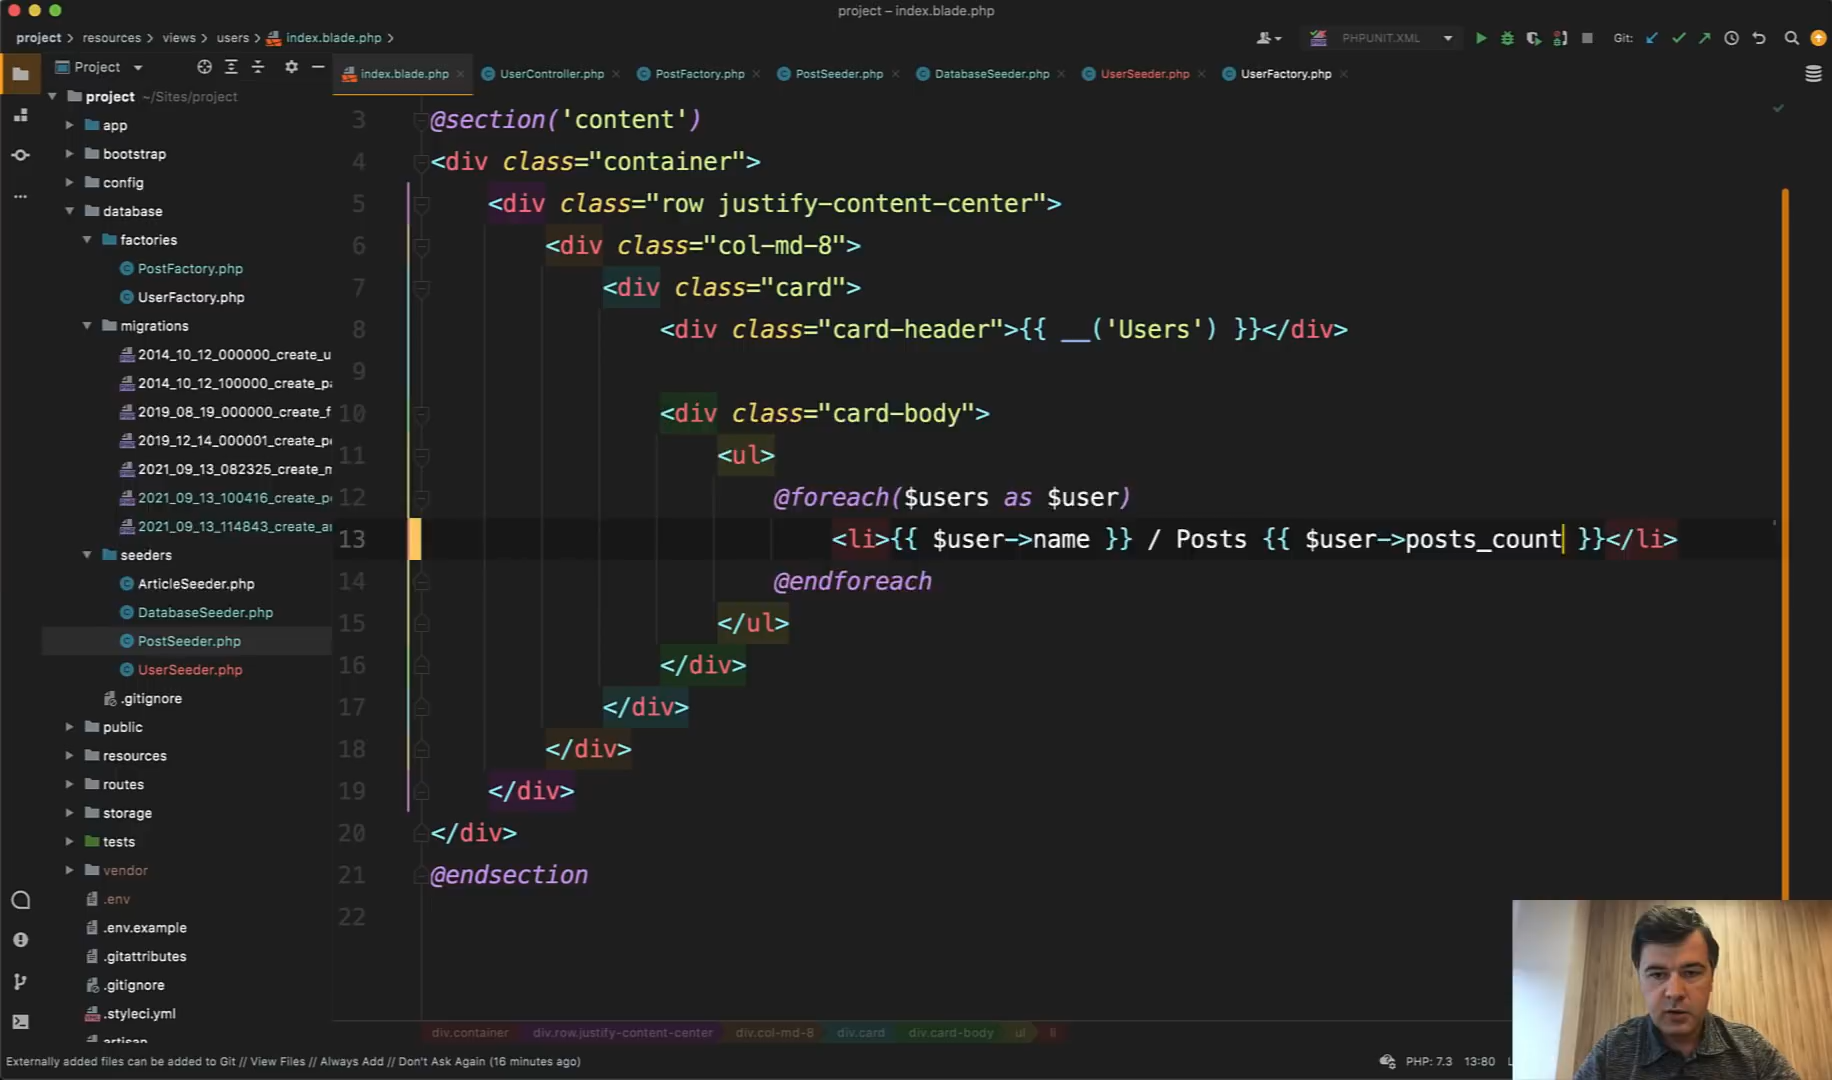 project – index.blade.php
project > resources > views > users > index.blade.php >
PHPUNIT.XML
Git:
Project
index.blade.php
UserController.php
PostFactory.php
PostSeeder.php
DatabaseSeeder.php
UserSeeder.php
UserFactory.php
project ~/Sites/project
app
bootstrap
config
database
factories
PostFactory.php
UserFactory.php
migrations
2014_10_12_000000_create_u
2014_10_12_100000_create_pa
2019_08_19_000000_create_f
2019_12_14_000001_create_pe
2021_09_13_082325_create_m
2021_09_13_100416_create_po
2021_09_13_114843_create_ar
seeders
ArticleSeeder.php
DatabaseSeeder.php
PostSeeder.php
UserSeeder.php
.gitignore
public
resources
routes
storage
tests
vendor
.env
.env.example
.gitattributes
.gitignore
.styleci.yml
artisan
3 @section('content')
4 <div class="container">
5 <div class="row justify-content-center">
6 <div class="col-md-8">
7 <div class="card">
8 <div class="card-header">{{ __('Users') }}</div>
9
10 <div class="card-body">
11 <ul>
12 @foreach($users as $user)
13 <li>{{ $user->name }} / Posts {{ $user->posts_count }}</li>
14 @endforeach
15 </ul>
16 </div>
17 </div>
18 </div>
19 </div>
20 </div>
21 @endsection
22
div.container div.row.justify-content-center div.col-md-8 div.card div.card-body ul li
Externally added files can be added to Git // View Files // Always Add // Don't Ask Again (16 minutes ago)
PHP: 7.3 13:80